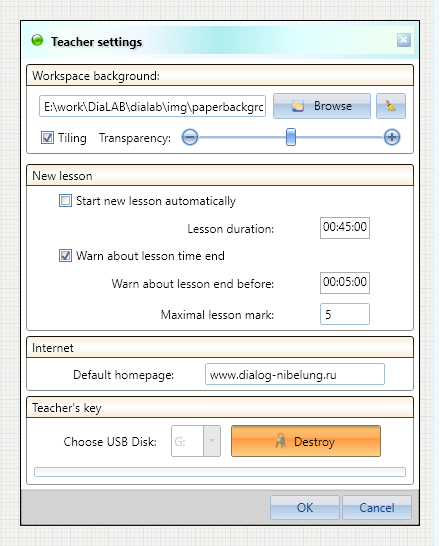 Teacher settings
Workspace background:
E:\work\DiaLAB\dialab\img\paperbackgrc
Browse
Tiling Transparency:
New lesson
Start new lesson automatically
Lesson duration: 00:45:00
Warn about lesson time end
Warn about lesson end before: 00:05:00
Maximal lesson mark: 5
Internet
Default homepage: www.dialog-nibelung.ru
Teacher's key
Choose USB Disk: G: Destroy
OK Cancel